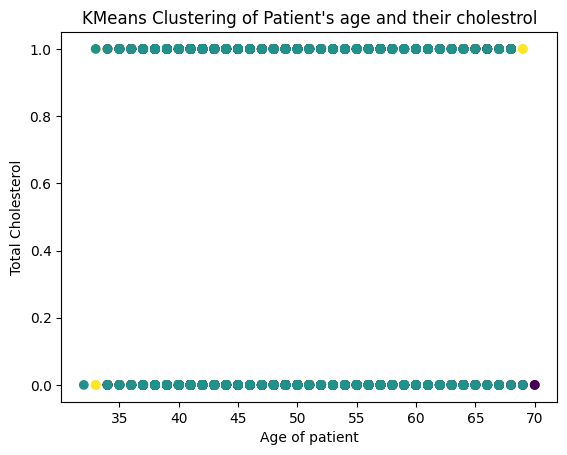 KMeans Clustering of Patient's age and their cholestrol
1.0
0.8
0.6
0.4
0.2
0.0
Total Cholesterol
35 40 45 50 55 60 65 70
Age of patient